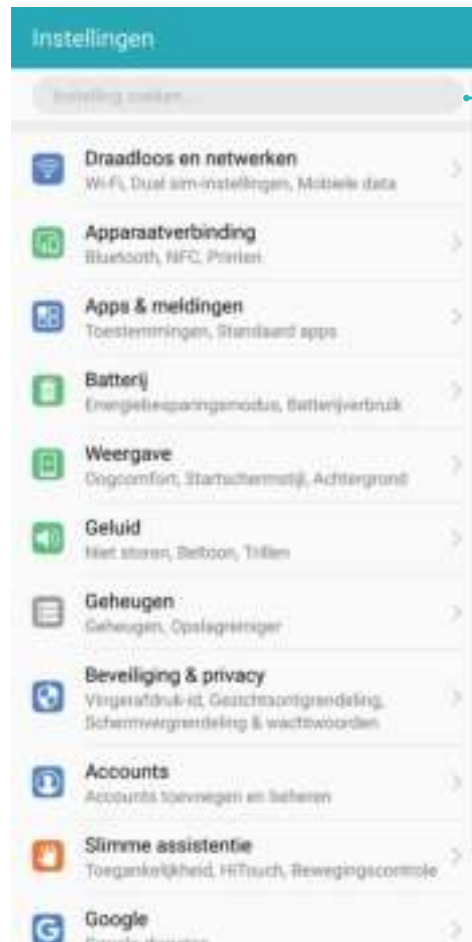 Instellingen
Instelling zoeken...
Draadloos en netwerken
Wi-Fi, Dual sim-instellingen, Mobiele data
Apparaatverbinding
Bluetooth, NFC, Printen
Apps & meldingen
Toestemmingen, Standaard apps
Batterij
Energiebesparingsmodus, Batterijverbruik
Weergave
Oogcomfort, Startschermstijl, Achtergrond
Geluid
Niet storen, Beltoon, Trillen
Geheugen
Geheugen, Opslagreiniger
Beveiliging & privacy
Vingerafdruk-id, Gezichtsontgrendeling,
Schermvergrendeling & wachtwoorden
Accounts
Accounts toevoegen en beheren
Slimme assistentie
Toegankelijkheid, HiTouch, Bewegingscontrole
Google